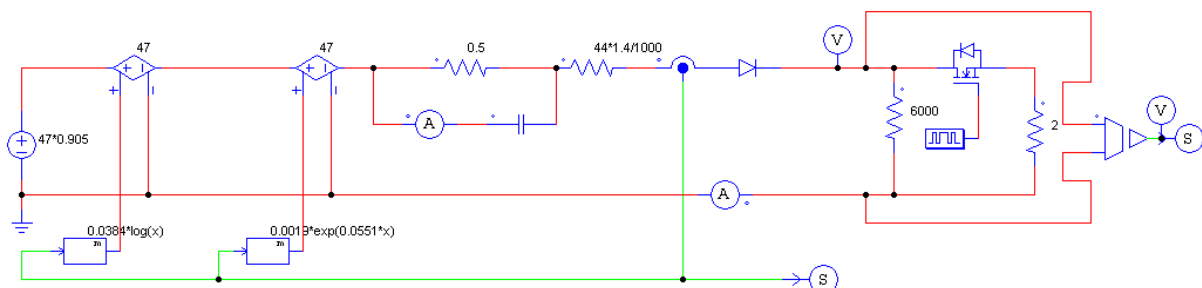 47
47
0.5
44*1.4/1000
V
6000
2
V
S
A
47*0.905
A
0.0384*log(x)
m
0.0019*exp(0.0551*x)
m
S